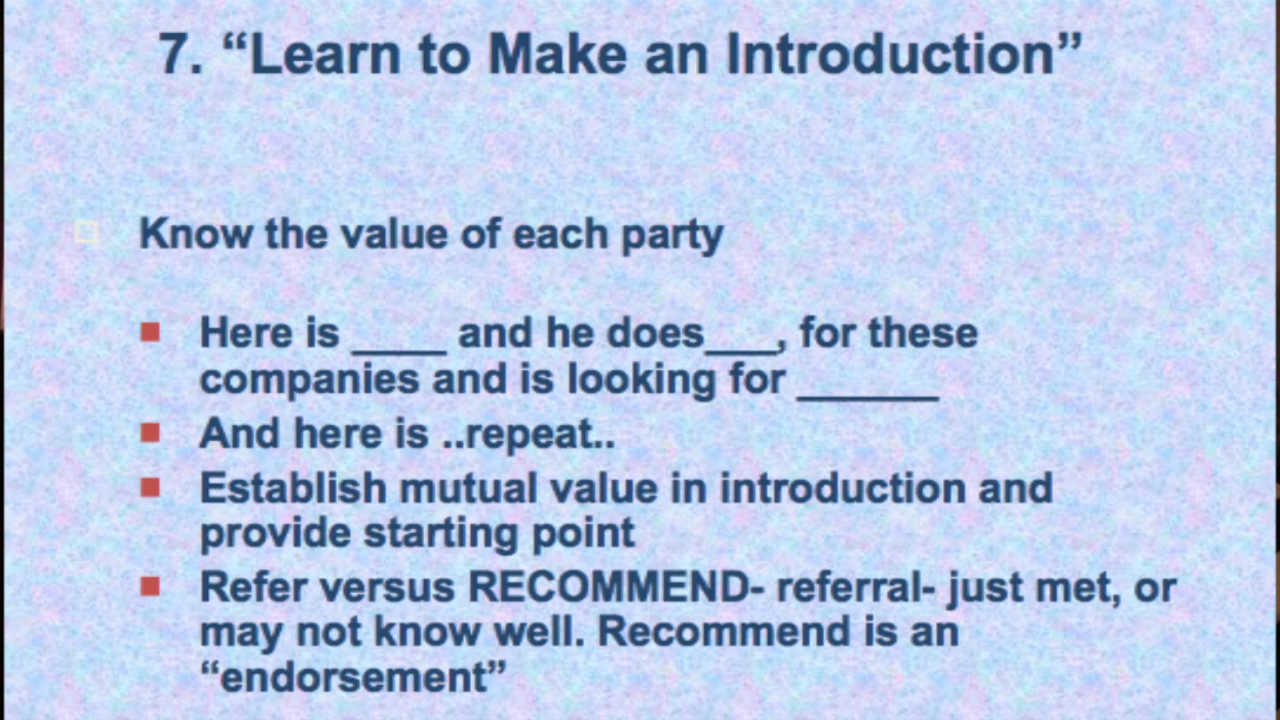 7. “Learn to Make an Introduction”
Know the value of each party
Here is ____ and he does___, for these
companies and is looking for ______
And here is ..repeat..
Establish mutual value in introduction and
provide starting point
Refer versus RECOMMEND- referral- just met, or
may not know well. Recommend is an
“endorsement”